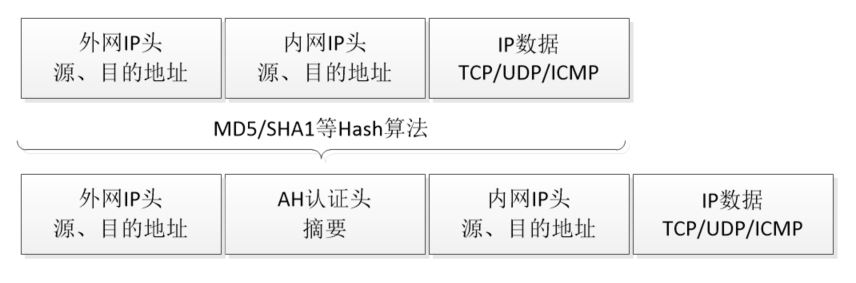 外网IP头
源、目的地址
内网IP头
源、目的地址
IP数据
TCP/UDP/ICMP
MD5/SHA1等Hash算法
外网IP头
源、目的地址
AH认证头
摘要
内网IP头
源、目的地址
IP数据
TCP/UDP/ICMP